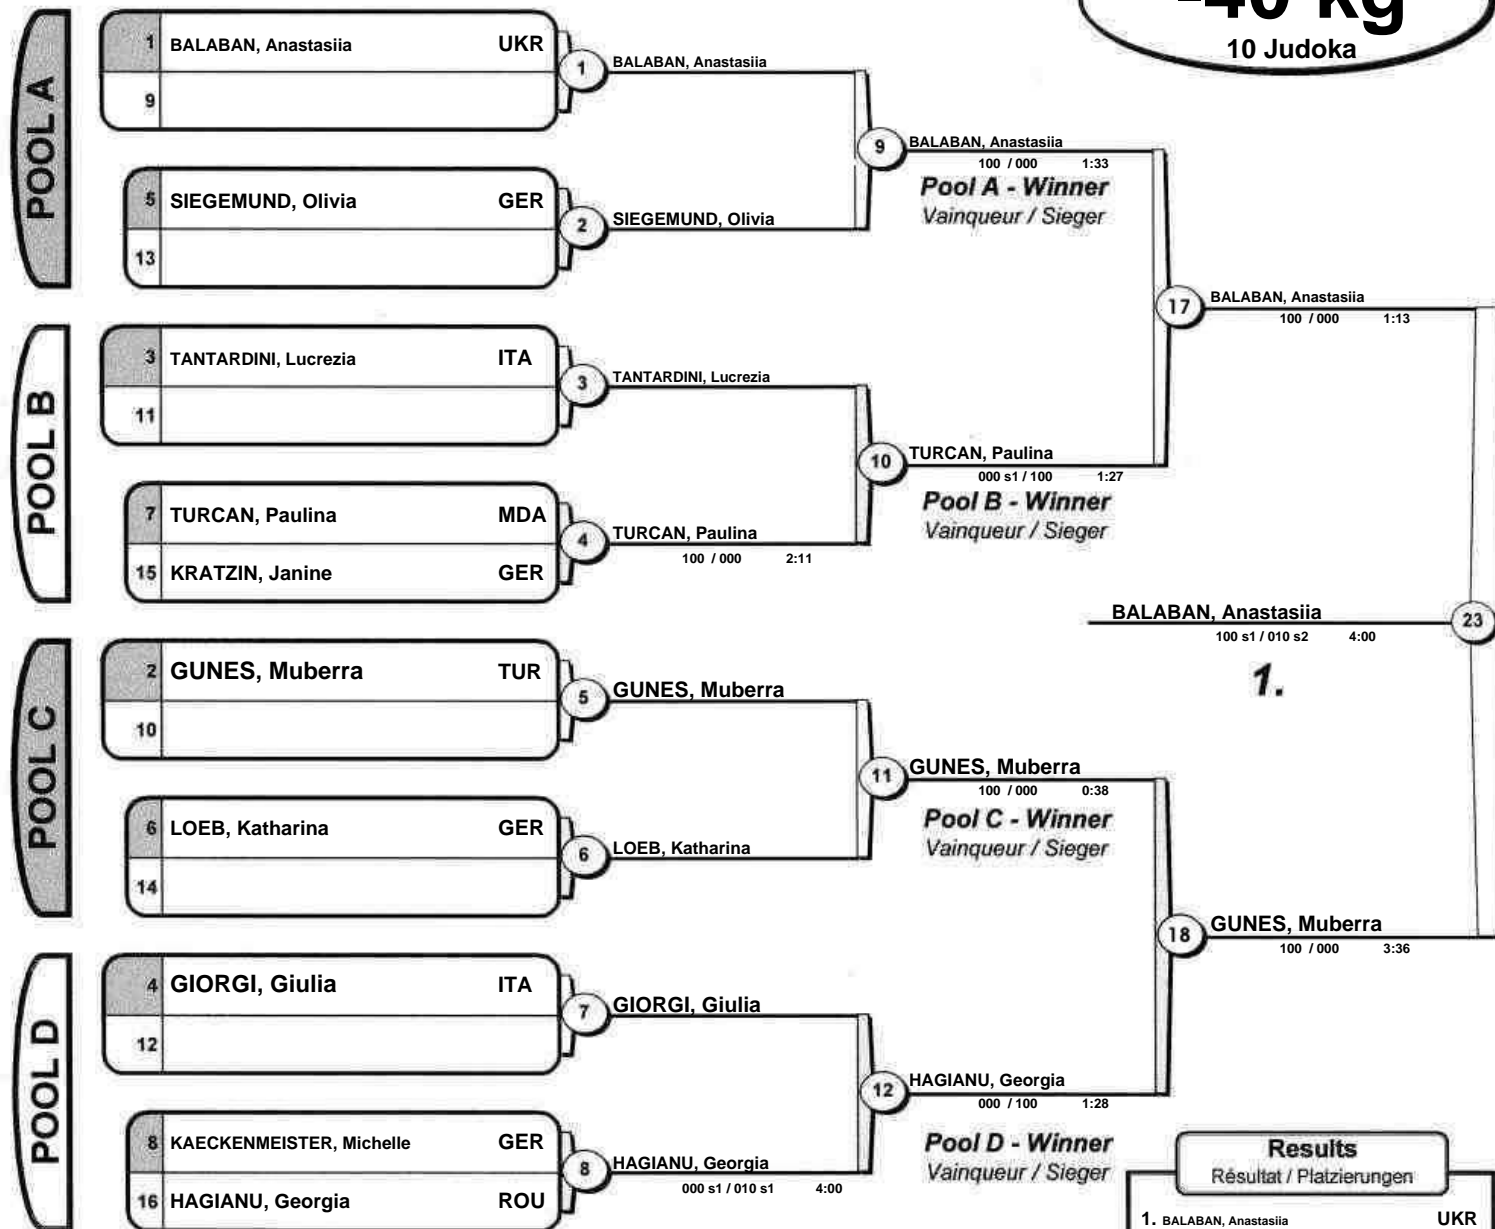 -40 kg
10 Judoka
POOL A
1 BALABAN, Anastasiia UKR
9
1 BALABAN, Anastasiia
5 SIEGEMUND, Olivia GER
13
2 SIEGEMUND, Olivia
9 BALABAN, Anastasiia
100 / 000 1:33
Pool A - Winner
Vainqueur / Sieger
POOL B
3 TANTARDINI, Lucrezia ITA
11
3 TANTARDINI, Lucrezia
7 TURCAN, Paulina MDA
15 KRATZIN, Janine GER
4 TURCAN, Paulina
100 / 000 2:11
10 TURCAN, Paulina
000 s1 / 100 1:27
Pool B - Winner
Vainqueur / Sieger
17 BALABAN, Anastasiia
100 / 000 1:13
BALABAN, Anastasiia 23
100 s1 / 010 s2 4:00
1.
POOL C
2 GUNES, Muberra TUR
10
5 GUNES, Muberra
6 LOEB, Katharina GER
14
6 LOEB, Katharina
11 GUNES, Muberra
100 / 000 0:38
Pool C - Winner
Vainqueur / Sieger
POOL D
4 GIORGI, Giulia ITA
12
7 GIORGI, Giulia
8 KAECKENMEISTER, Michelle GER
16 HAGIANU, Georgia ROU
8 HAGIANU, Georgia
000 s1 / 010 s1 4:00
12 HAGIANU, Georgia
000 / 100 1:28
Pool D - Winner
Vainqueur / Sieger
18 GUNES, Muberra
100 / 000 3:36
Results
Résultat / Platzierungen
1. BALABAN, Anastasiia UKR